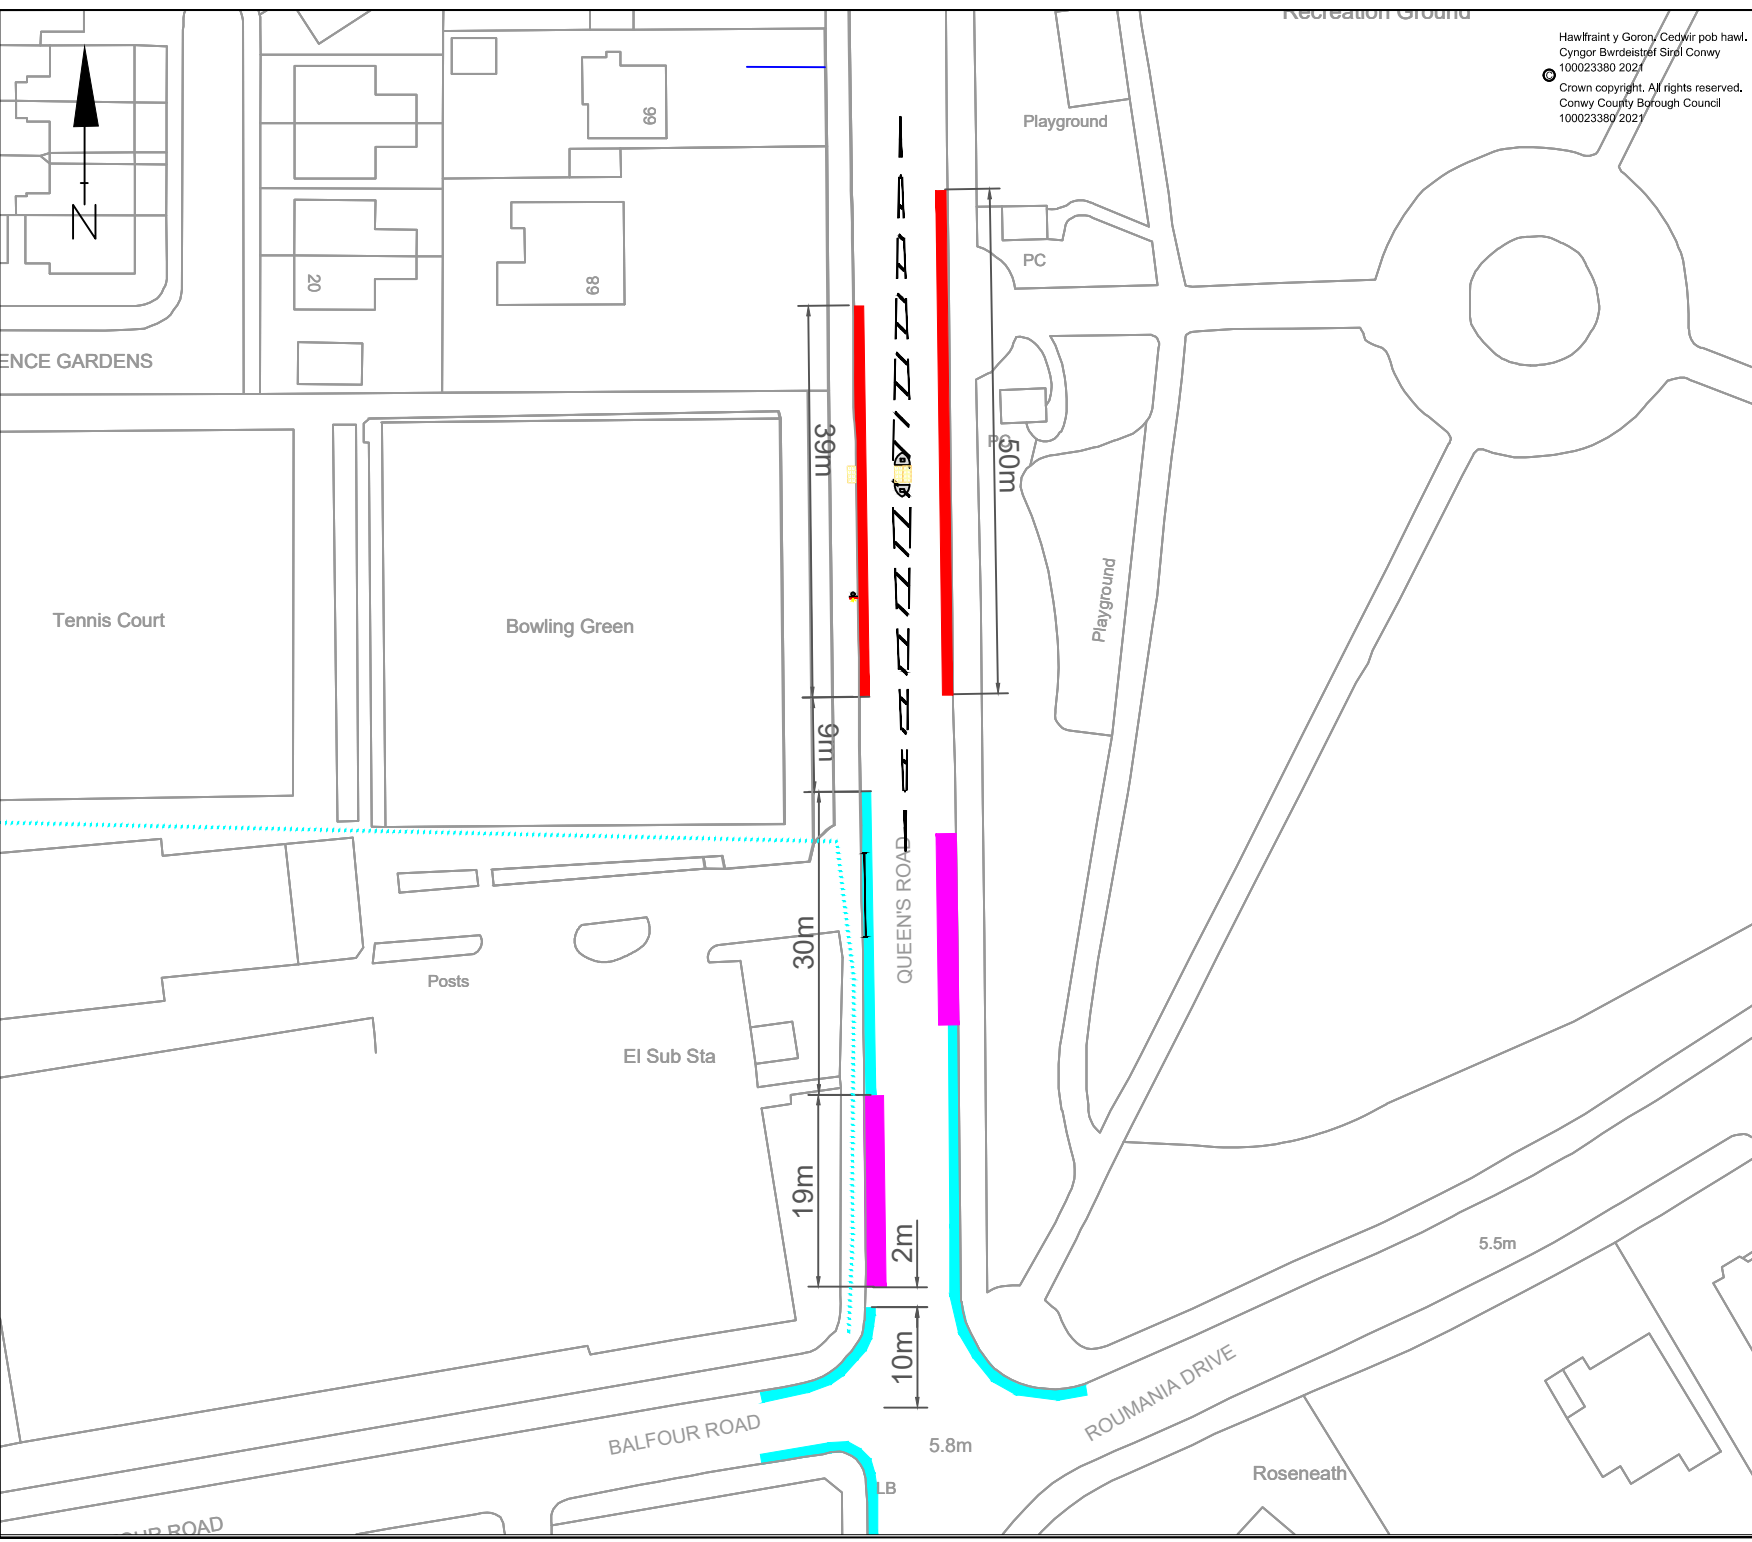 Recreation Ground
Hawlfraint y Goron. Cedwir pob hawl.
Cyngor Bwrdeistref Sirol Conwy
100023380 2021
©
Crown copyright. All rights reserved.
Conwy County Borough Council
100023380 2021
N
66
Playground
20
68
PC
ENCE GARDENS
39m
PC
50m
Tennis Court
Bowling Green
Playground
9m
QUEEN'S ROAD
30m
Posts
El Sub Sta
19m
2m
5.5m
10m
ROUMANIA DRIVE
BALFOUR ROAD
5.8m
Roseneath
LB
OUR ROAD